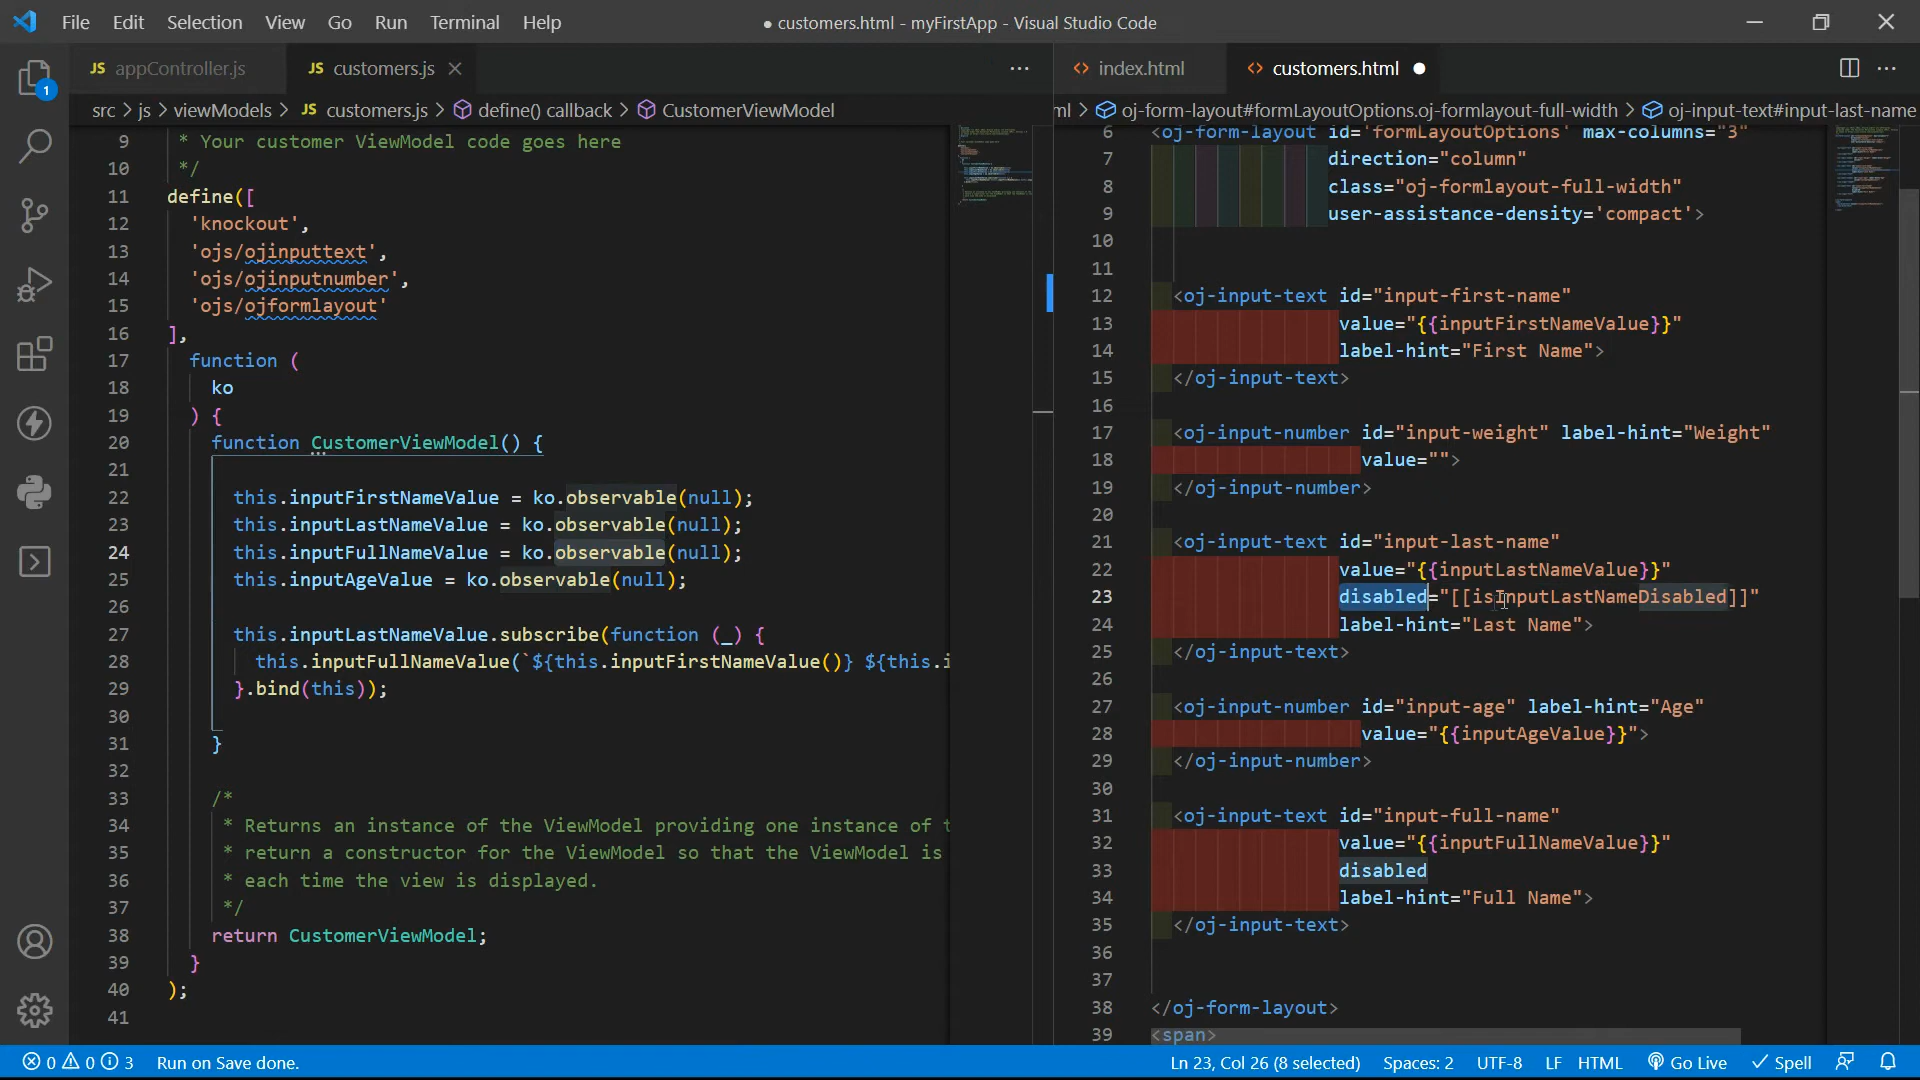 File Edit Selection View Go Run Terminal Help
● customers.html - myFirstApp - Visual Studio Code
JS appController.js
JS customers.js
index.html
customers.html
1
src > js > viewModels > JS customers.js > define() callback > CustomerViewModel
ml > oj-form-layout#formLayoutOptions.oj-formlayout-full-width > oj-input-text#input-last-name
9 * Your customer ViewModel code goes here
10 */
11 define([
12 'knockout',
13 'ojs/ojinputtext',
14 'ojs/ojinputnumber',
15 'ojs/ojformlayout'
16 ],
17 function (
18 ko
19 ) {
20 function CustomerViewModel() {
21
22 this.inputFirstNameValue = ko.observable(null);
23 this.inputLastNameValue = ko.observable(null);
24 this.inputFullNameValue = ko.observable(null);
25 this.inputAgeValue = ko.observable(null);
26
27 this.inputLastNameValue.subscribe(function (_) {
28 this.inputFullNameValue(`${this.inputFirstNameValue()} ${this.i
29 }.bind(this));
30
31 }
32
33 /*
34 * Returns an instance of the ViewModel providing one instance of t
35 * return a constructor for the ViewModel so that the ViewModel is
36 * each time the view is displayed.
37 */
38 return CustomerViewModel;
39 }
40 );
41
6 <oj-form-layout id='formLayoutOptions' max-columns="3"
7 direction="column"
8 class="oj-formlayout-full-width"
9 user-assistance-density='compact'>
10
11
12 <oj-input-text id="input-first-name"
13 value="{{inputFirstNameValue}}"
14 label-hint="First Name">
15 </oj-input-text>
16
17 <oj-input-number id="input-weight" label-hint="Weight"
18 value="">
19 </oj-input-number>
20
21 <oj-input-text id="input-last-name"
22 value="{{inputLastNameValue}}"
23 disabled="[[isInputLastNameDisabled]]"
24 label-hint="Last Name">
25 </oj-input-text>
26
27 <oj-input-number id="input-age" label-hint="Age"
28 value="{{inputAgeValue}}">
29 </oj-input-number>
30
31 <oj-input-text id="input-full-name"
32 value="{{inputFullNameValue}}"
33 disabled
34 label-hint="Full Name">
35 </oj-input-text>
36
37
38 </oj-form-layout>
39 <span>
0 0 3 Run on Save done.
Ln 23, Col 26 (8 selected) Spaces: 2 UTF-8 LF HTML Go Live Spell